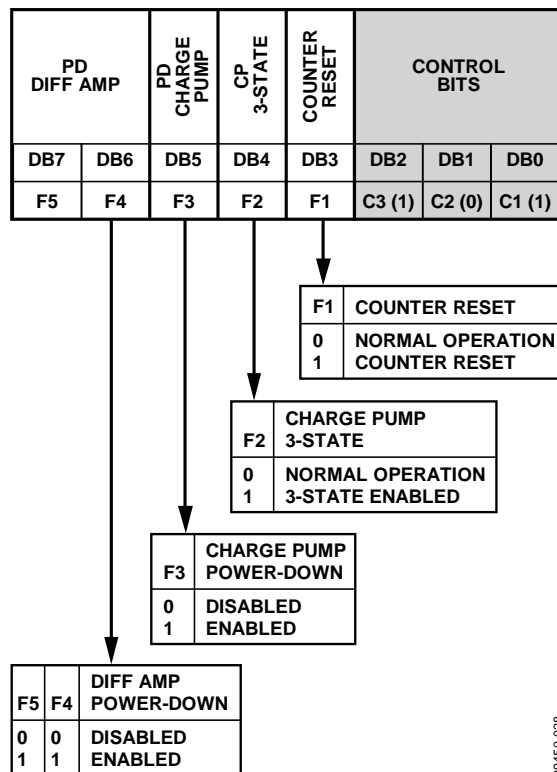 PD
DIFF AMP
PD
CHARGE
PUMP
CP
3-STATE
COUNTER
RESET
CONTROL
BITS
DB7 DB6 DB5 DB4 DB3 DB2 DB1 DB0
F5 F4 F3 F2 F1 C3 (1) C2 (0) C1 (1)
F1 COUNTER RESET
0 NORMAL OPERATION
1 COUNTER RESET
CHARGE PUMP
F2 3-STATE
0 NORMAL OPERATION
1 3-STATE ENABLED
CHARGE PUMP
F3 POWER-DOWN
0 DISABLED
1 ENABLED
DIFF AMP
F5 F4 POWER-DOWN
0 0 DISABLED
1 1 ENABLED